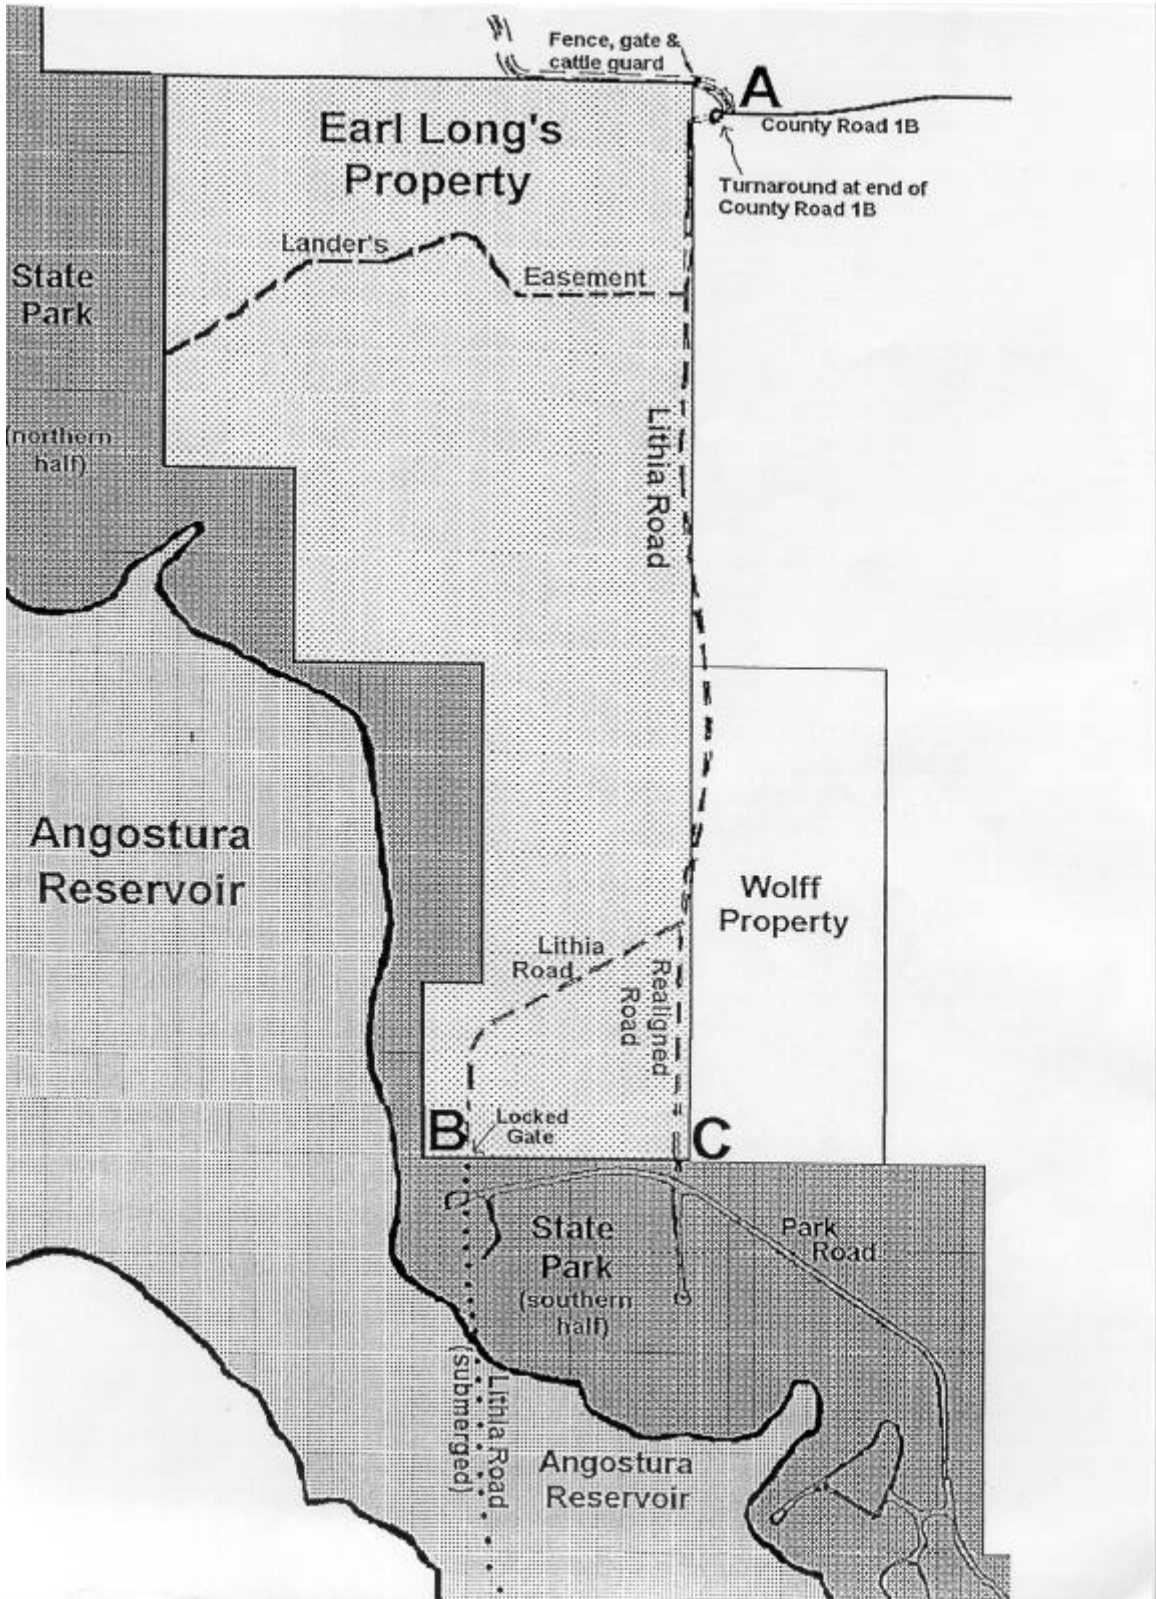 Fence, gate &
cattle guard
A
County Road 1B
Earl Long's
Property
Turnaround at end of
County Road 1B
Lander's
Easement
State
Park
(northern
half)
Lithia Road
Angostura
Reservoir
Wolff
Property
Lithia
Road
Realigned
Road
B
Locked
Gate
C
State
Park
(southern
half)
Park
Road
Lithia Road
(submerged)
Angostura
Reservoir